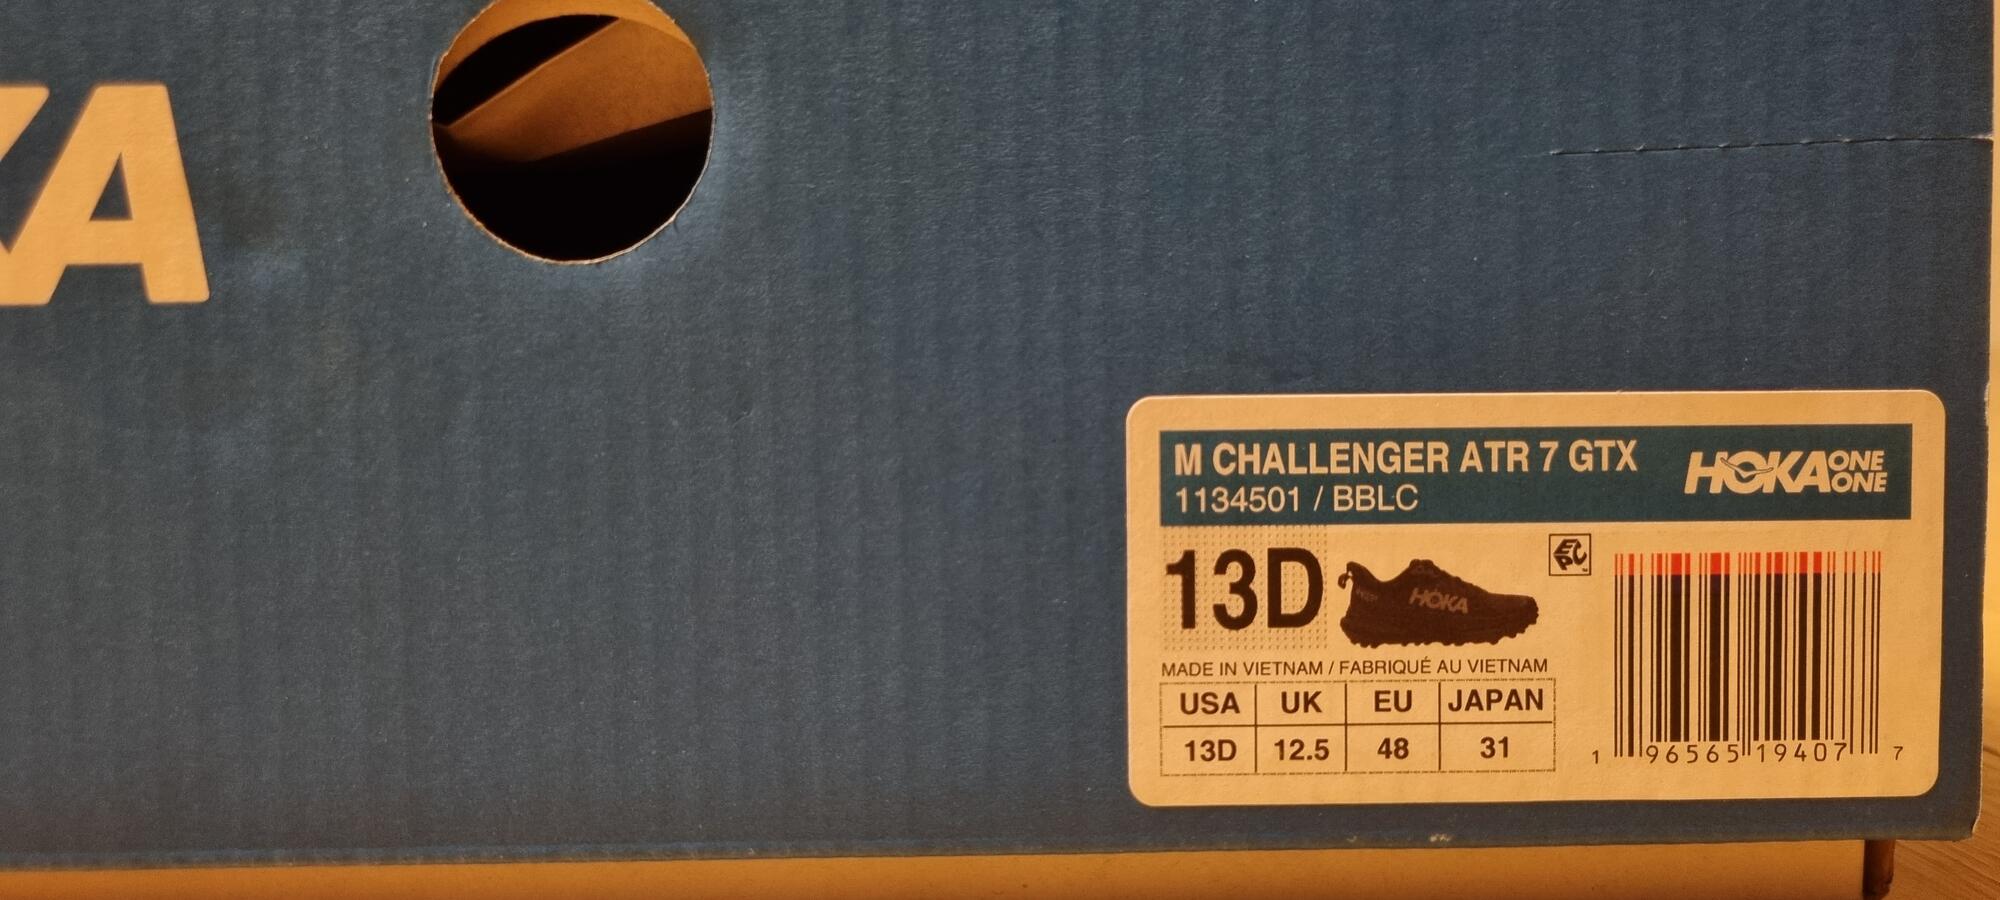 KA
M CHALLENGER ATR 7 GTX
1134501 / BBLC
HOKA ONE ONE
13D
HOKA
EPC
MADE IN VIETNAM / FABRIQUÉ AU VIETNAM
USA UK EU JAPAN
13D 12.5 48 31
1 96565 19407 7